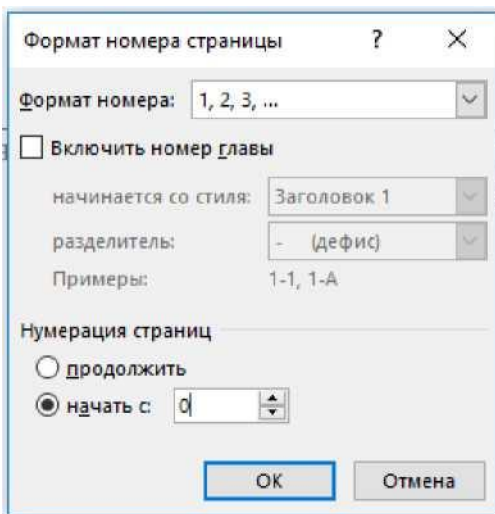 Формат номера страницы ? ×
Формат номера: 1, 2, 3, ...
Включить номер главы
начинается со стиля: Заголовок 1
разделитель: - (дефис)
Примеры: 1-1, 1-А
Нумерация страниц
продолжить
начать с: 0
ОК Отмена